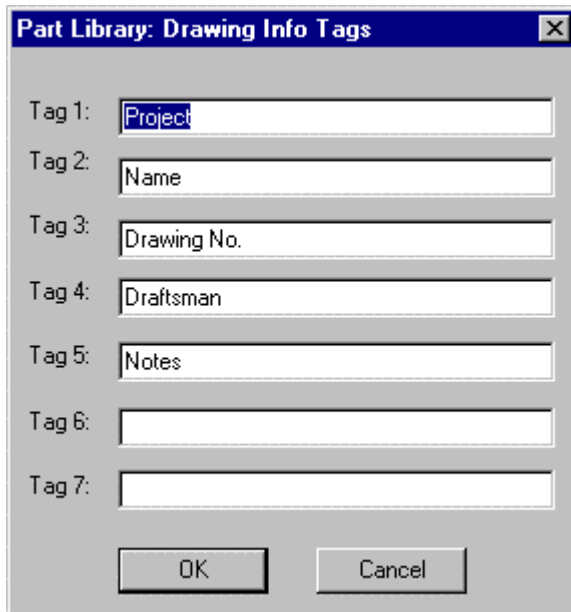 Part Library: Drawing Info Tags
Tag 1: Project
Tag 2: Name
Tag 3: Drawing No.
Tag 4: Draftsman
Tag 5: Notes
Tag 6:
Tag 7:
OK Cancel